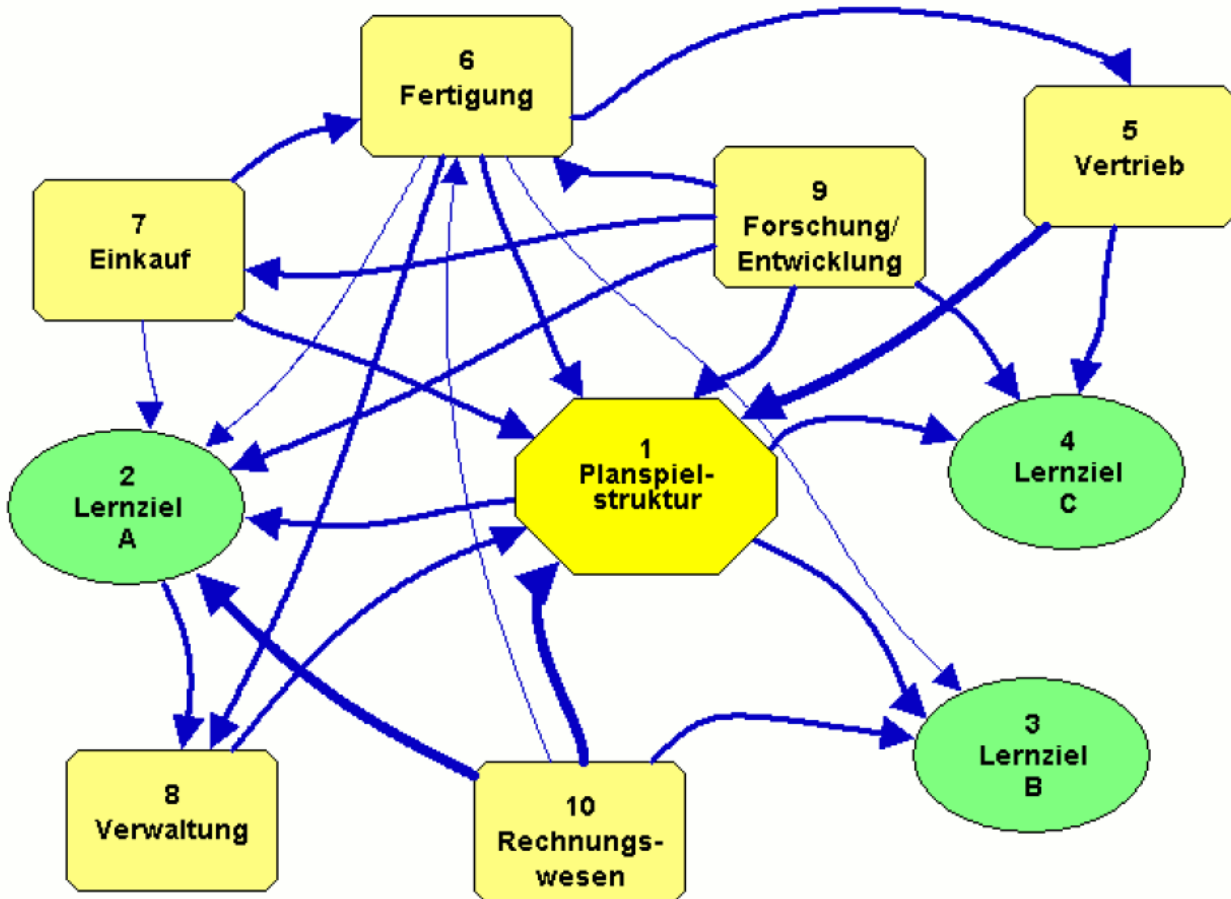 6
Fertigung
5
Vertrieb
9
Forschung/
Entwicklung
7
Einkauf
1
Planspiel-
struktur
4
Lernziel
C
2
Lernziel
A
3
Lernziel
B
8
Verwaltung
10
Rechnungs-
wesen